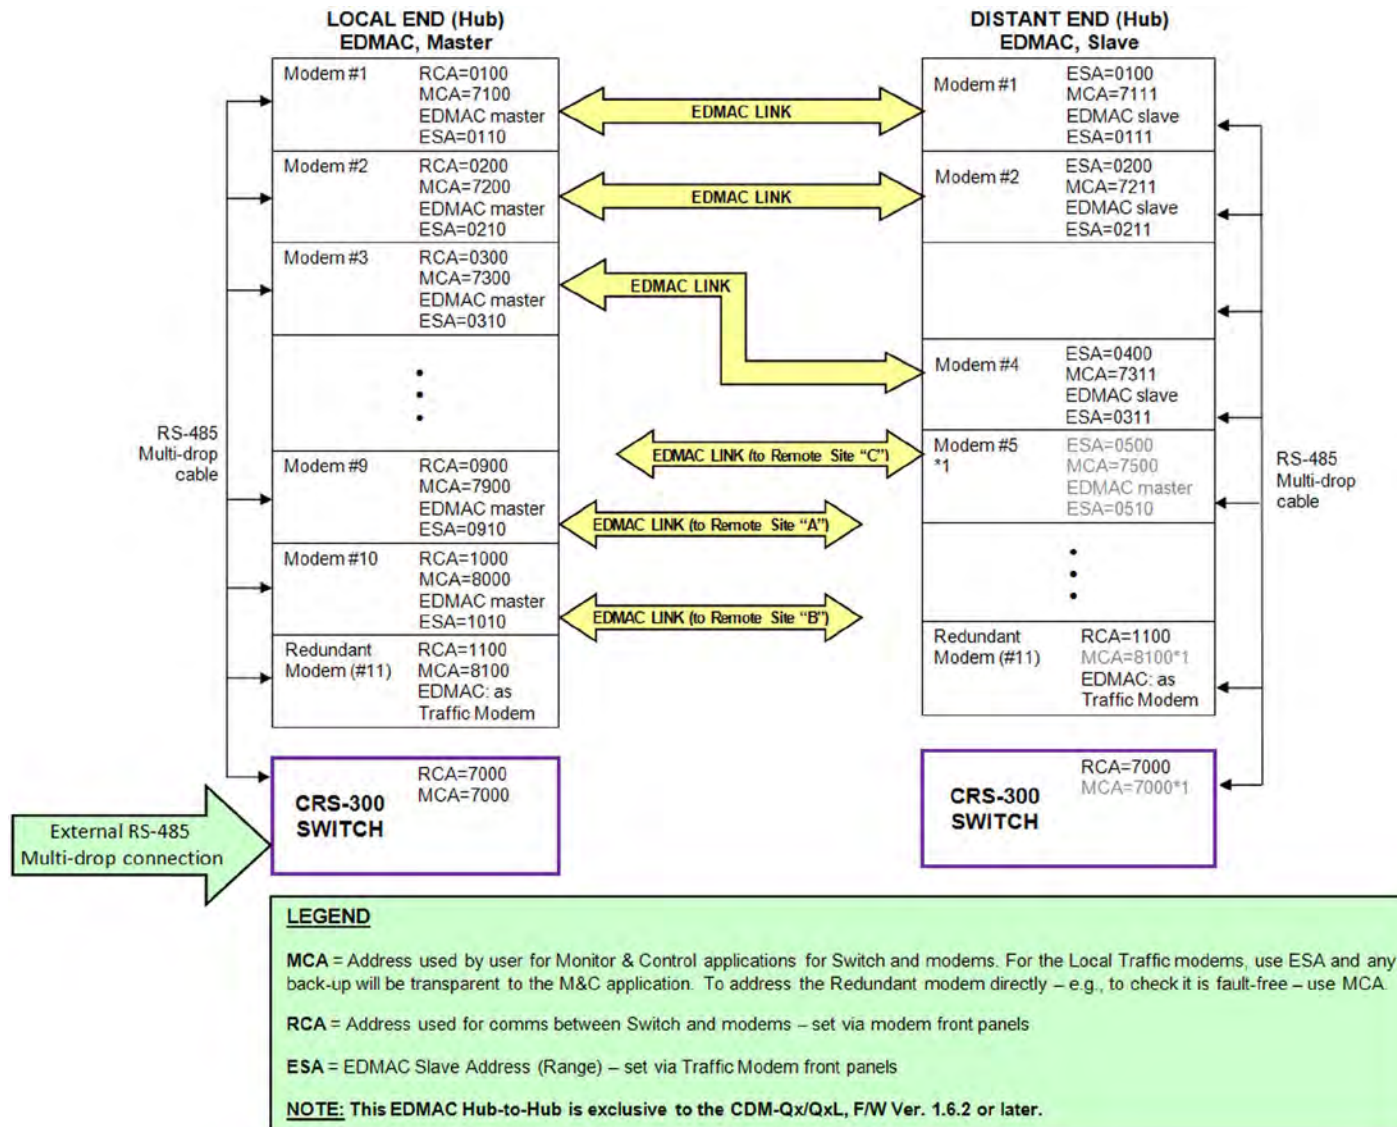 LOCAL END (Hub)
EDMAC, Master
DISTANT END (Hub)
EDMAC, Slave
Modem #1
RCA=0100
MCA=7100
EDMAC master
ESA=0110
EDMAC LINK
Modem #1
ESA=0100
MCA=7111
EDMAC slave
ESA=0111
Modem #2
RCA=0200
MCA=7200
EDMAC master
ESA=0210
EDMAC LINK
Modem #2
ESA=0200
MCA=7211
EDMAC slave
ESA=0211
Modem #3
RCA=0300
MCA=7300
EDMAC master
ESA=0310
EDMAC LINK
Modem #4
ESA=0400
MCA=7311
EDMAC slave
ESA=0311
RS-485
Multi-drop
cable
EDMAC LINK (to Remote Site "C")
Modem #5
*1
ESA=0500
MCA=7500
EDMAC master
ESA=0510
RS-485
Multi-drop
cable
Modem #9
RCA=0900
MCA=7900
EDMAC master
ESA=0910
EDMAC LINK (to Remote Site "A")
Modem #10
RCA=1000
MCA=8000
EDMAC master
ESA=1010
EDMAC LINK (to Remote Site "B")
Redundant
Modem (#11)
RCA=1100
MCA=8100
EDMAC: as
Traffic Modem
Redundant
Modem (#11)
RCA=1100
MCA=8100*1
EDMAC: as
Traffic Modem
RCA=7000
MCA=7000
CRS-300
SWITCH
RCA=7000
MCA=7000*1
CRS-300
SWITCH
External RS-485
Multi-drop connection
LEGEND
MCA = Address used by user for Monitor & Control applications for Switch and modems. For the Local Traffic modems, use ESA and any
back-up will be transparent to the M&C application. To address the Redundant modem directly – e.g., to check it is fault-free – use MCA.
RCA = Address used for comms between Switch and modems – set via modem front panels
ESA = EDMAC Slave Address (Range) – set via Traffic Modem front panels
NOTE: This EDMAC Hub-to-Hub is exclusive to the CDM-Qx/QxL, F/W Ver. 1.6.2 or later.